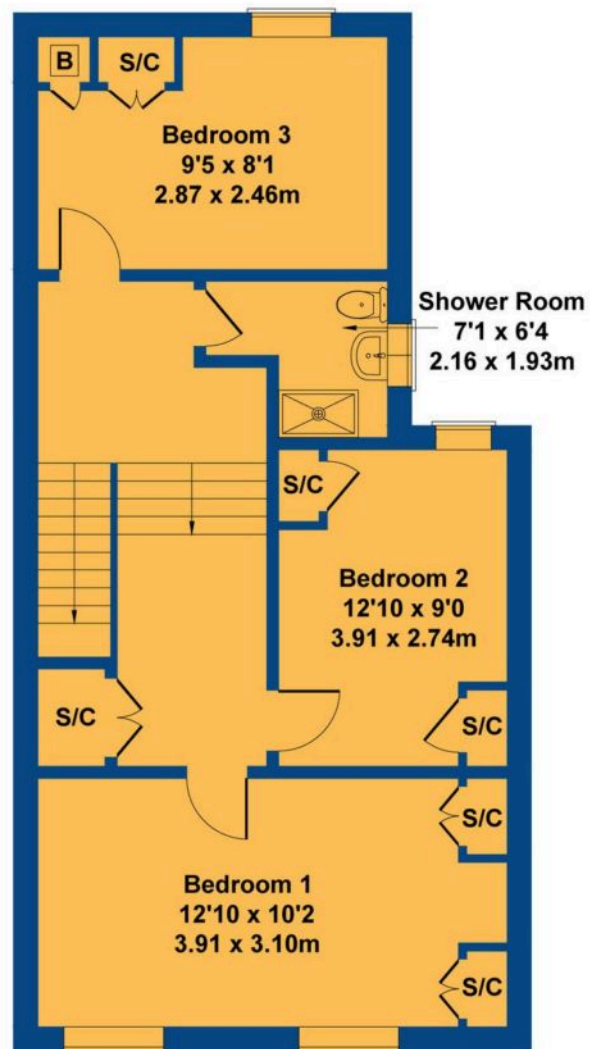 B
S/C
Bedroom 3
9'5 x 8'1
2.87 x 2.46m
Shower Room
7'1 x 6'4
2.16 x 1.93m
S/C
Bedroom 2
12'10 x 9'0
3.91 x 2.74m
S/C
S/C
S/C
Bedroom 1
12'10 x 10'2
3.91 x 3.10m
S/C